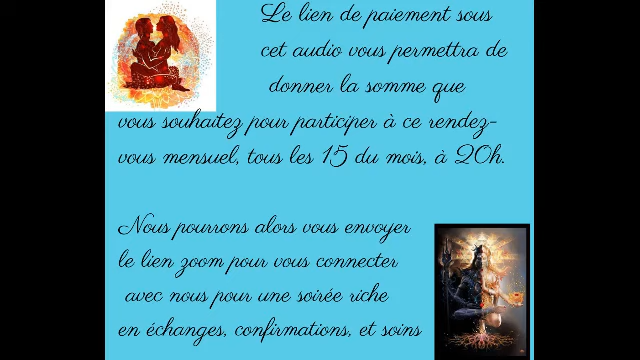 Le lien de paiement sous
cet audio vous permettra de
donner la somme que
vous souhaitez pour participer à ce rendez-
vous mensuel, tous les 15 du mois, à 20h.
Nous pourrons alors vous envoyer
le lien zoom pour vous connecter
avec nous pour une soirée riche
en échanges, confirmations, et soins